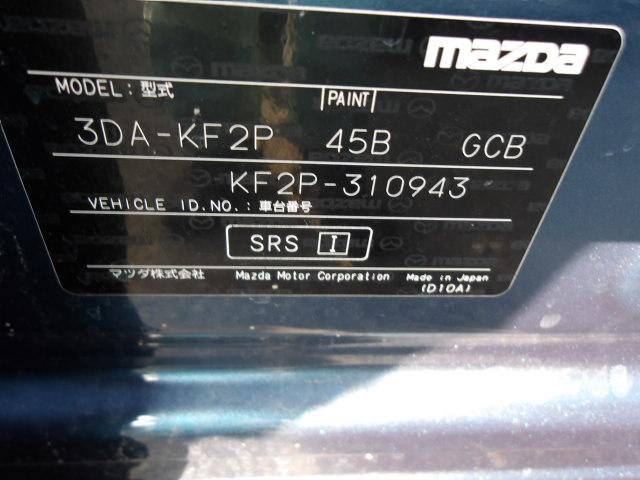 mazda
MODEL : 型式 |PAINT|
3DA-KF2P 45B GCB
KF2P-310943
VEHICLE ID.NO. : 車台番号
SRS I
マツダ株式会社 Mazda Motor Corporation Made in Japan
(D10A)